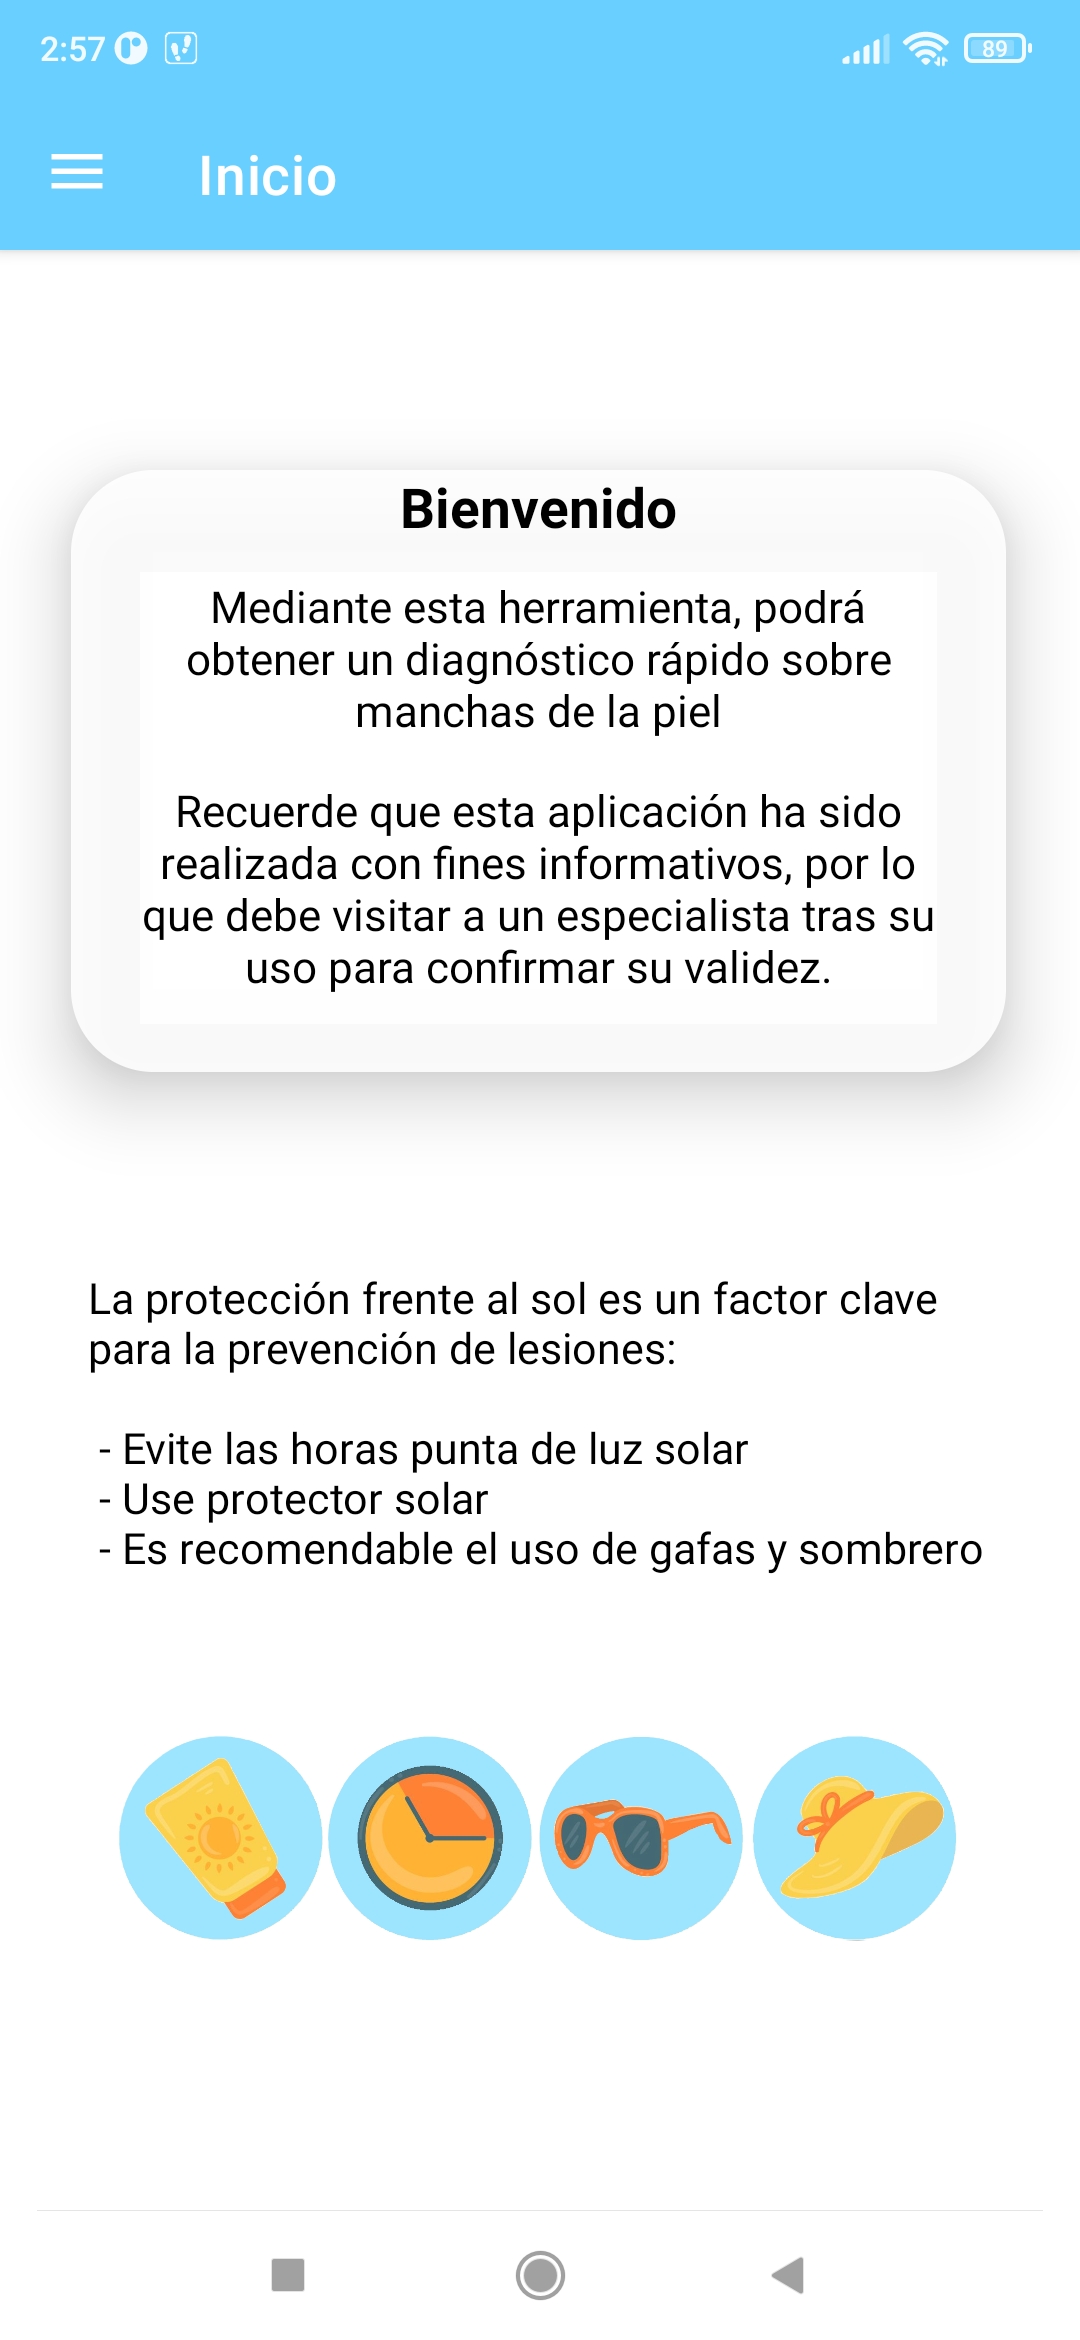 2:57
89
Inicio
Bienvenido
Mediante esta herramienta, podrá
obtener un diagnóstico rápido sobre
manchas de la piel
Recuerde que esta aplicación ha sido
realizada con fines informativos, por lo
que debe visitar a un especialista tras su
uso para confirmar su validez.
La protección frente al sol es un factor clave
para la prevención de lesiones:
- Evite las horas punta de luz solar
- Use protector solar
- Es recomendable el uso de gafas y sombrero